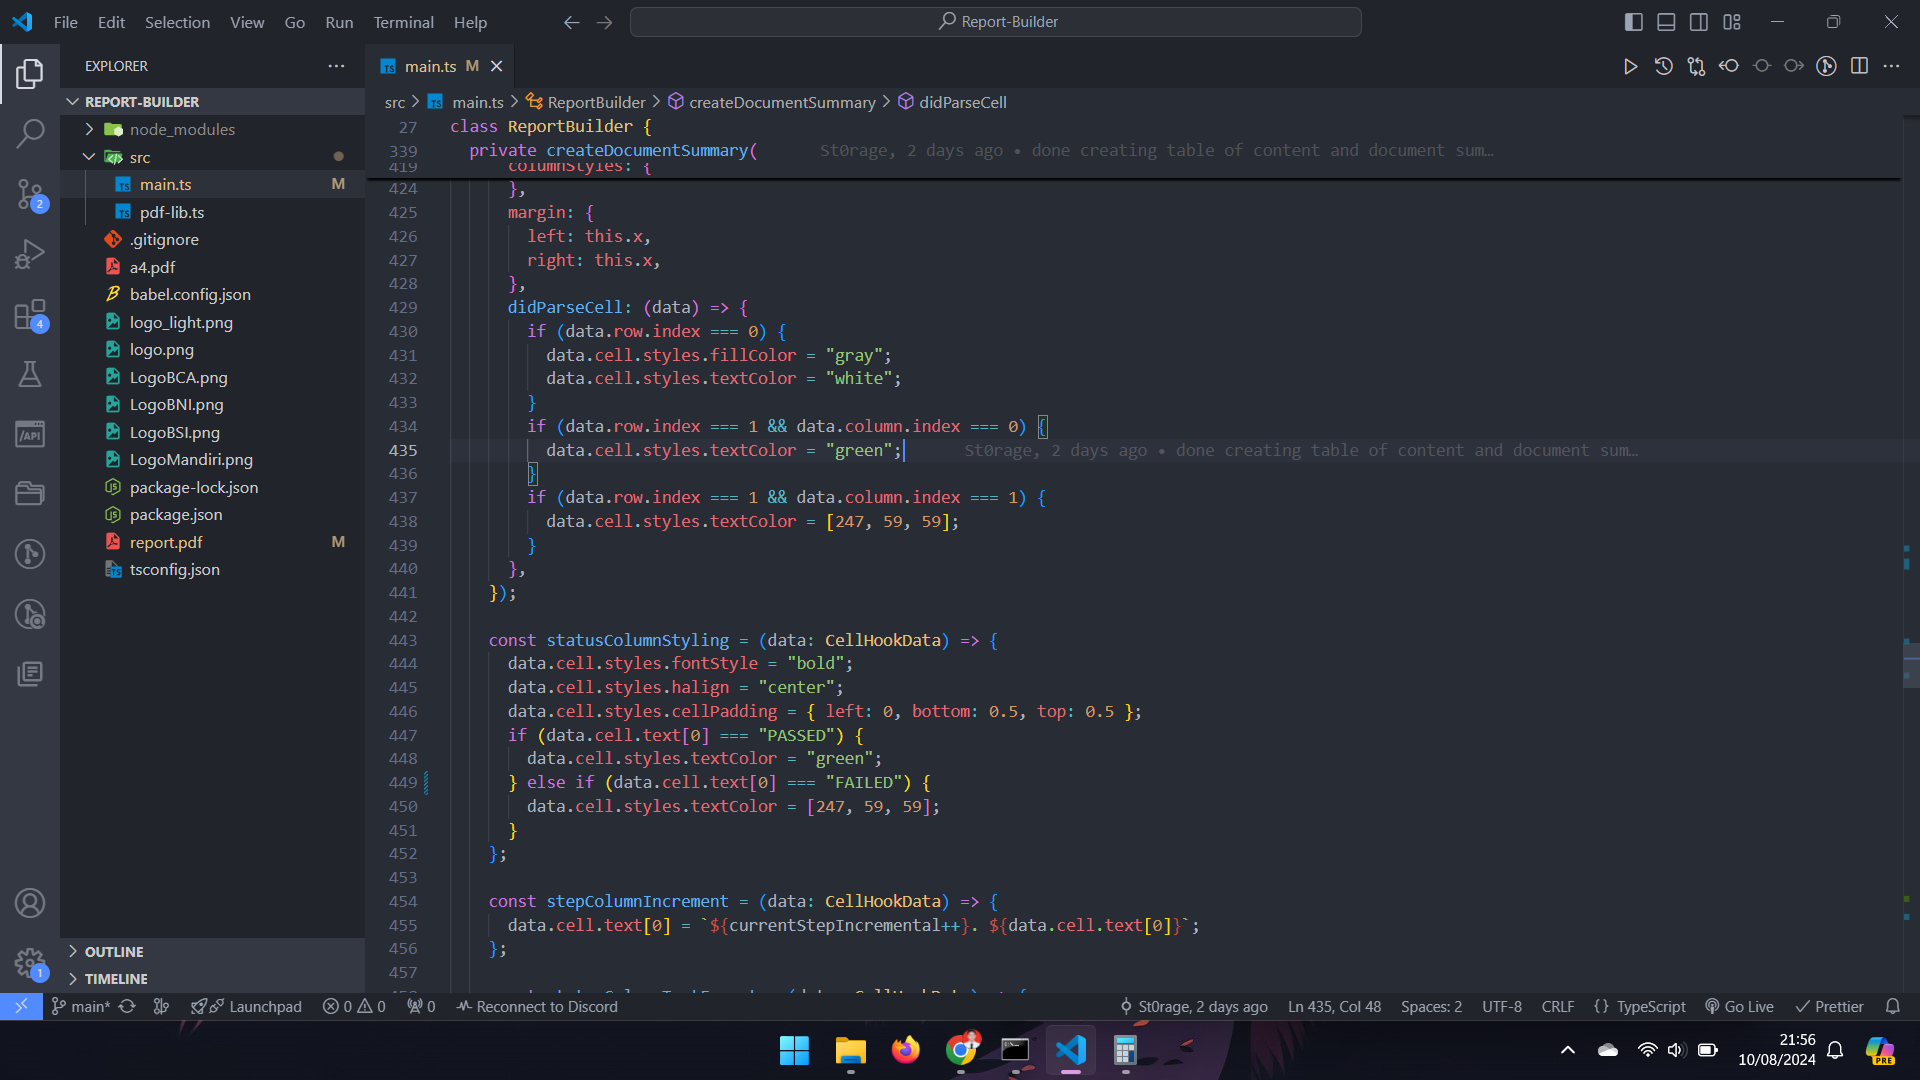 File Edit Selection View Go Run Terminal Help
Report-Builder
EXPLORER
REPORT-BUILDER
node_modules
src
main.ts M
pdf-lib.ts
.gitignore
a4.pdf
babel.config.json
logo_light.png
logo.png
LogoBCA.png
LogoBNI.png
LogoBSI.png
LogoMandiri.png
package-lock.json
package.json
report.pdf M
tsconfig.json
OUTLINE
TIMELINE
2
4
/API
1
main.ts M
src > main.ts > ReportBuilder > createDocumentSummary > didParseCell
27 class ReportBuilder {
339 private createDocumentSummary( St0rage, 2 days ago • done creating table of content and document sum…
419 columnStyles: {
424 },
425 margin: {
426 left: this.x,
427 right: this.x,
428 },
429 didParseCell: (data) => {
430 if (data.row.index === 0) {
431 data.cell.styles.fillColor = "gray";
432 data.cell.styles.textColor = "white";
433 }
434 if (data.row.index === 1 && data.column.index === 0) {
435 data.cell.styles.textColor = "green"; St0rage, 2 days ago • done creating table of content and document sum…
436 }
437 if (data.row.index === 1 && data.column.index === 1) {
438 data.cell.styles.textColor = [247, 59, 59];
439 }
440 },
441 });
442
443 const statusColumnStyling = (data: CellHookData) => {
444 data.cell.styles.fontStyle = "bold";
445 data.cell.styles.halign = "center";
446 data.cell.styles.cellPadding = { left: 0, bottom: 0.5, top: 0.5 };
447 if (data.cell.text[0] === "PASSED") {
448 data.cell.styles.textColor = "green";
449 } else if (data.cell.text[0] === "FAILED") {
450 data.cell.styles.textColor = [247, 59, 59];
451 }
452 };
453
454 const stepColumnIncrement = (data: CellHookData) => {
455 data.cell.text[0] = `${currentStepIncremental++}. ${data.cell.text[0]}`;
456 };
457
main* Launchpad 0 0 0 Reconnect to Discord St0rage, 2 days ago Ln 435, Col 48 Spaces: 2 UTF-8 CRLF {} TypeScript Go Live Prettier
21:56
10/08/2024
PRE